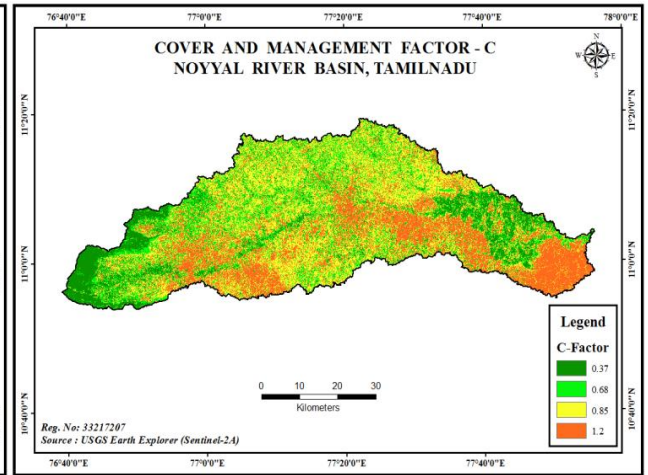 76°40'0"E 77°0'0"E 77°20'0"E 77°40'0"E 78°0'0"E
COVER AND MANAGEMENT FACTOR - C
NOYYAL RIVER BASIN, TAMILNADU
N
W E
S
11°20'0"N 11°20'0"N
11°0'0"N 11°0'0"N
10°40'0"N 10°40'0"N
Legend
C-Factor
0.37
0.68
0.85
1.2
0 10 20 30
Kilometers
Reg. No: 33217207
Source : USGS Earth Explorer (Sentinel-2A)
76°40'0"E 77°0'0"E 77°20'0"E 77°40'0"E